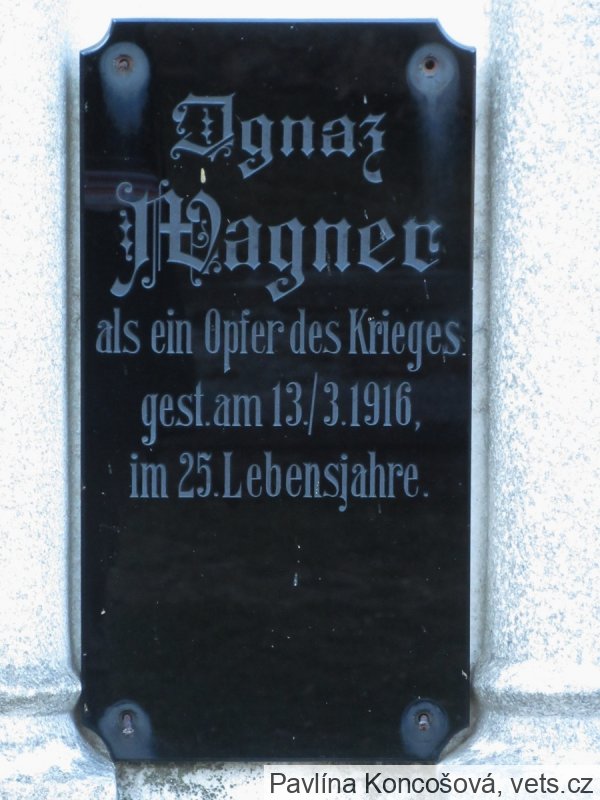 Ignaz
Wagner
als ein Opfer des Krieges
gest. am 13./3.1916,
im 25. Lebensjahre.
Pavlína Koncošová, vets.cz